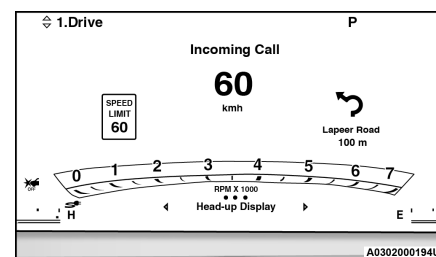 1.Drive
P
Incoming Call
60
kmh
SPEED
LIMIT
60
Lapeer Road
100 m
0 1 2 3 4 5 6 7
OFF
RPM X 1000
H
Head-up Display
E
A0302000194U